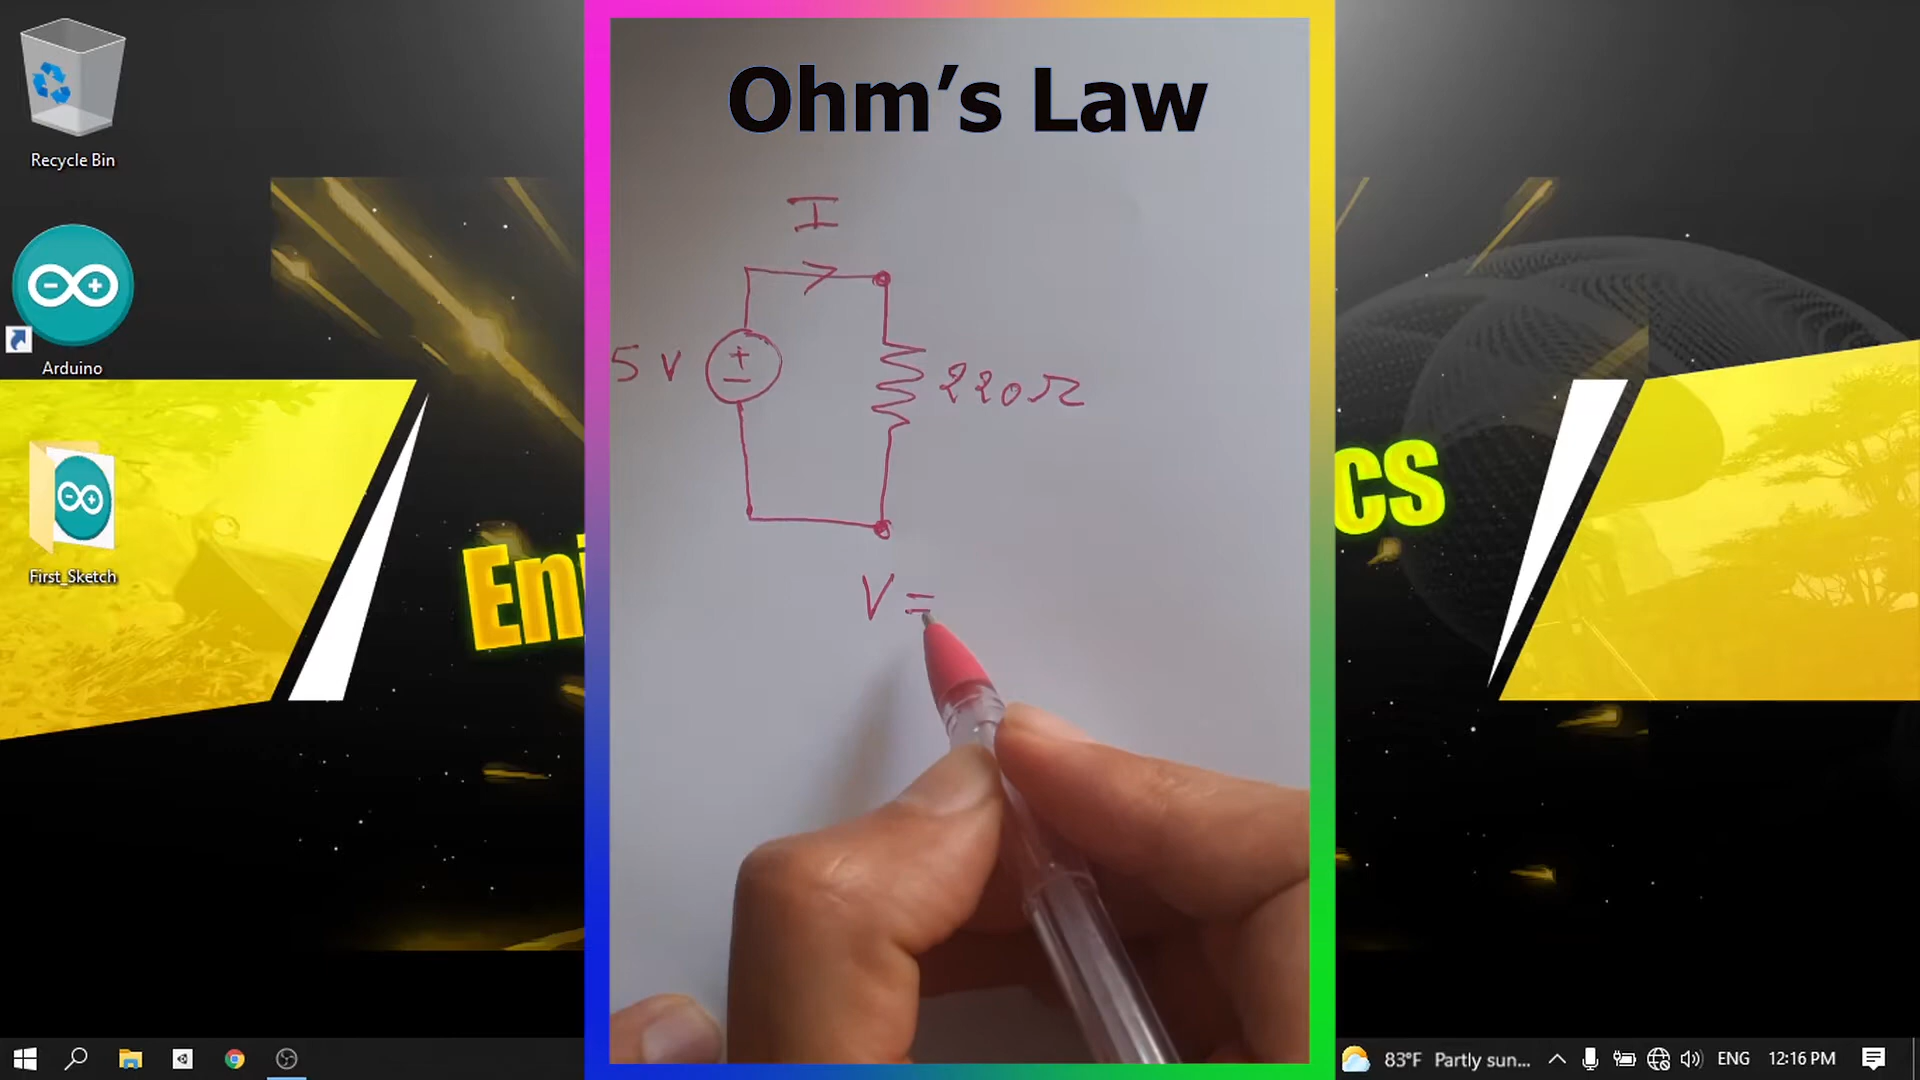 Ohm’s Law
I
5 V
+
−
220Ω
V =
Recycle Bin
Arduino
First_Sketch
Eni
CS
83°F Partly sun...
ENG
12:16 PM